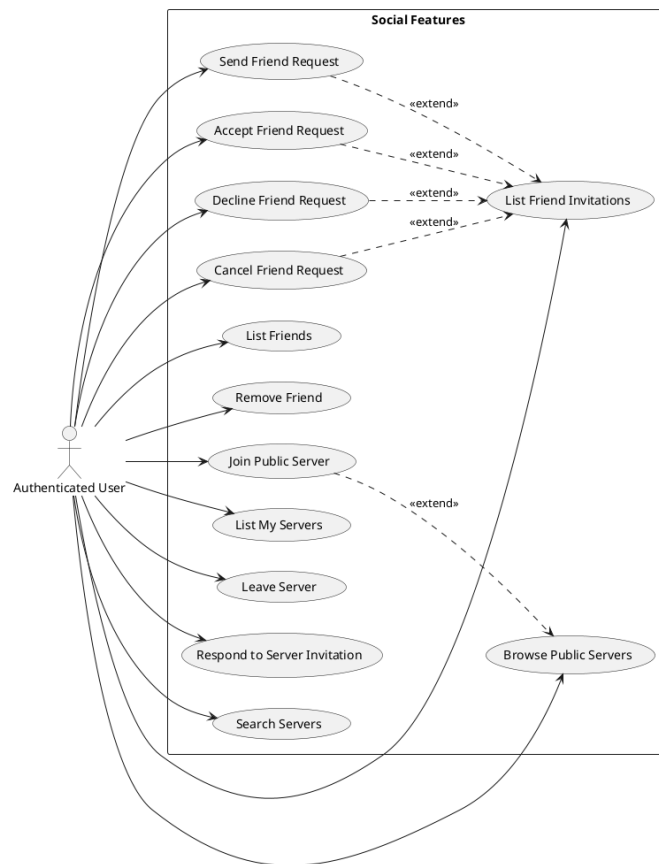 Social Features
Send Friend Request
«extend»
Accept Friend Request
«extend»
Decline Friend Request
«extend»
List Friend Invitations
«extend»
Cancel Friend Request
List Friends
Remove Friend
Authenticated User
Join Public Server
«extend»
List My Servers
Leave Server
Respond to Server Invitation
Browse Public Servers
Search Servers